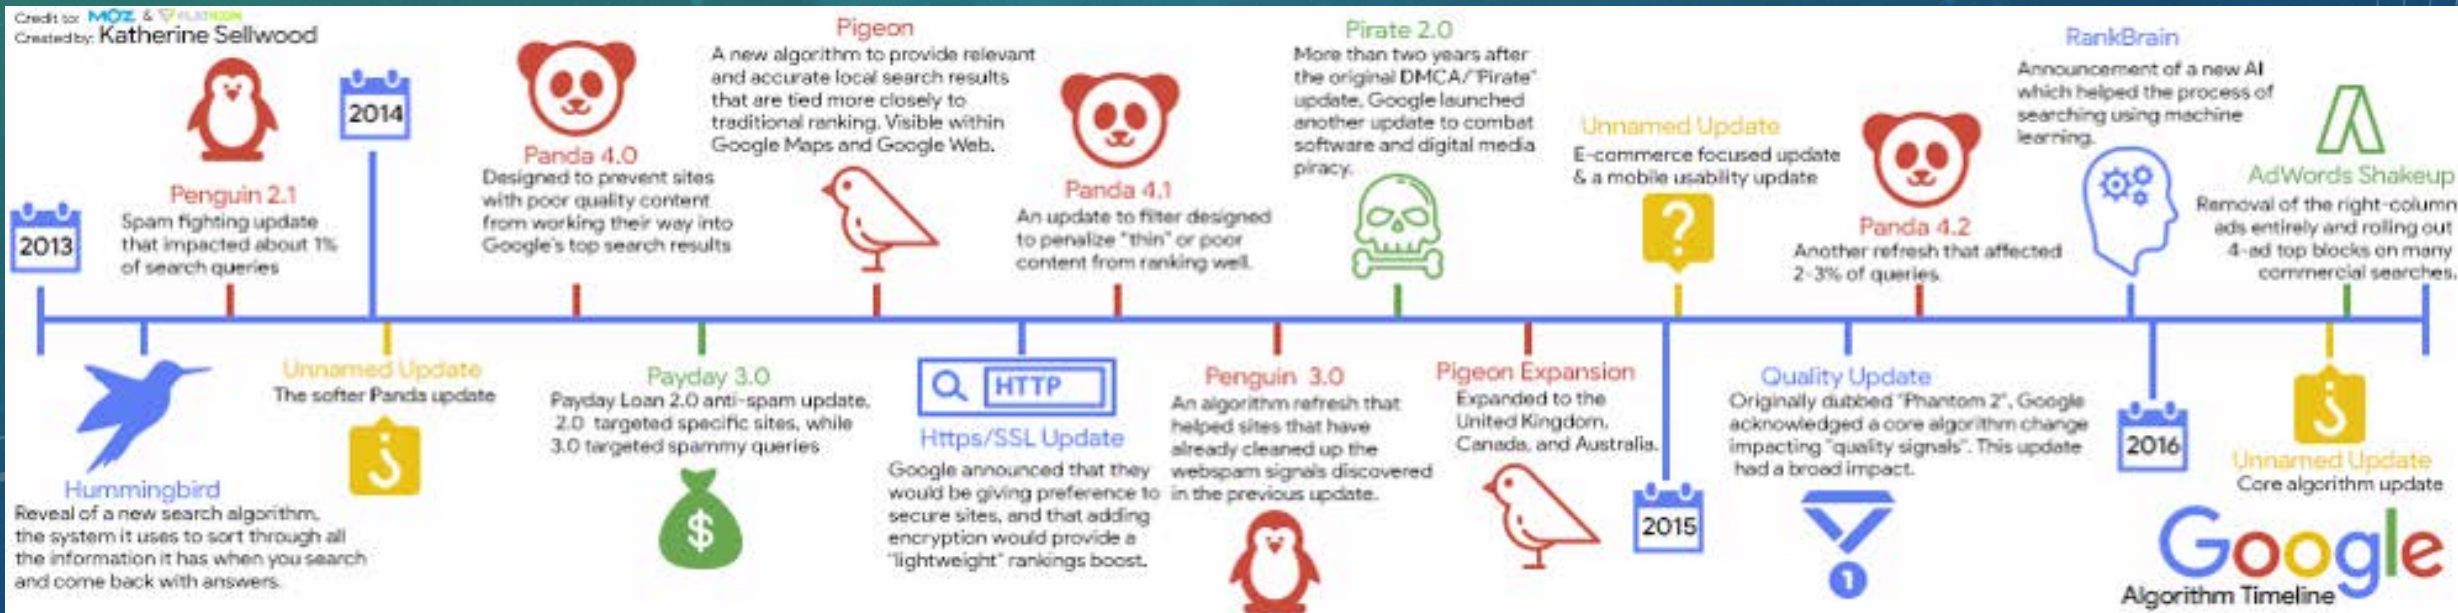 Credit to: MOZ &
Created by: Katherine Sellwood
2013
Hummingbird
Reveal of a new search algorithm,
the system it uses to sort through all
the information it has when you search
and come back with answers.
Penguin 2.1
Spam fighting update
that impacted about 1%
of search queries
2014
Unnamed Update
The softer Panda update
?
Panda 4.0
Designed to prevent sites
with poor quality content
from working their way into
Google's top search results
Payday 3.0
Payday Loan 2.0 anti-spam update,
2.0 targeted specific sites, while
3.0 targeted spammy queries
$
Pigeon
A new algorithm to provide relevant
and accurate local search results
that are tied more closely to
traditional ranking. Visible within
Google Maps and Google Web.
HTTP
Https/SSL Update
Google announced that they
would be giving preference to
secure sites, and that adding
encryption would provide a
"lightweight" rankings boost.
Panda 4.1
An update to filter designed
to penalize "thin" or poor
content from ranking well.
Penguin 3.0
An algorithm refresh that
helped sites that have
already cleaned up the
webspam signals discovered
in the previous update.
Pirate 2.0
More than two years after
the original DMCA/"Pirate"
update, Google launched
another update to combat
software and digital media
piracy.
Pigeon Expansion
Expanded to the
United Kingdom,
Canada, and Australia.
2015
Unnamed Update
E-commerce focused update
& a mobile usability update
?
Quality Update
Originally dubbed "Phantom 2", Google
acknowledged a core algorithm change
impacting "quality signals". This update
had a broad impact.
1
Panda 4.2
Another refresh that affected
2-3% of queries.
RankBrain
Announcement of a new AI
which helped the process of
searching using machine
learning.
2016
AdWords Shakeup
Removal of the right-column
ads entirely and rolling out
4-ad top blocks on many
commercial searches.
?
Unnamed Update
Core algorithm update
Google
Algorithm Timeline